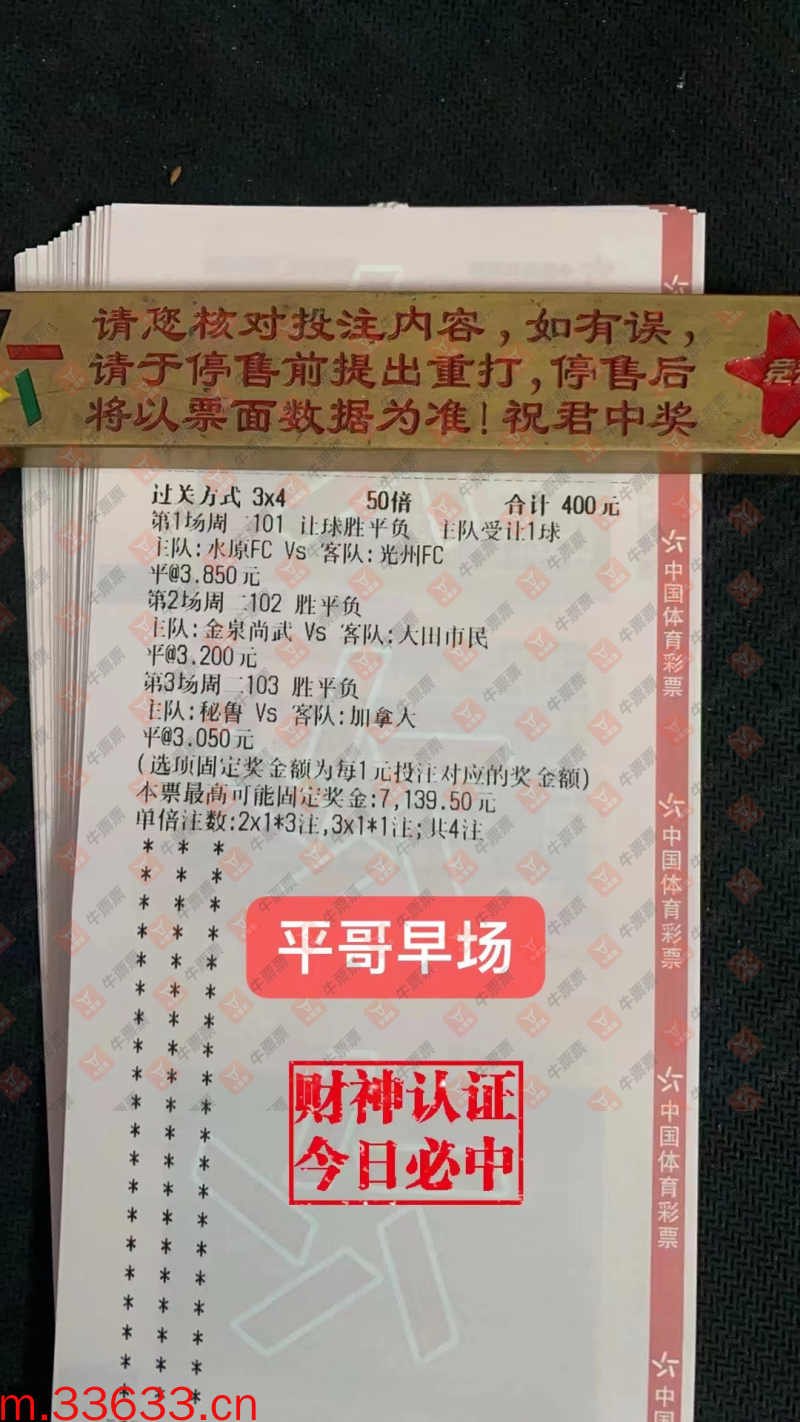 请您核对投注内容，如有误，
请于停售前提出重打，停售后
将以票面数据为准！祝君中奖
过关方式 3x4 50倍 合计 400元
第1场周二101 让球胜平负 主队受让1球
主队:水原FC Vs 客队:光州FC
平@3.850元
第2场周二102 胜平负
主队:金泉尚武 Vs 客队:大田市民
平@3.200元
第3场周二103 胜平负
主队:秘鲁 Vs 客队:加拿大
平@3.050元
(选项固定奖金额为每1元投注对应的奖金额)
本票最高可能固定奖金:7,139.50元
单倍注数:2x1*3注,3x1*1注;共4注
中国体育彩票
中国体育彩票
中国体育彩票
平哥早场
财神认证
今日必中
牛票票
m.33633.cn